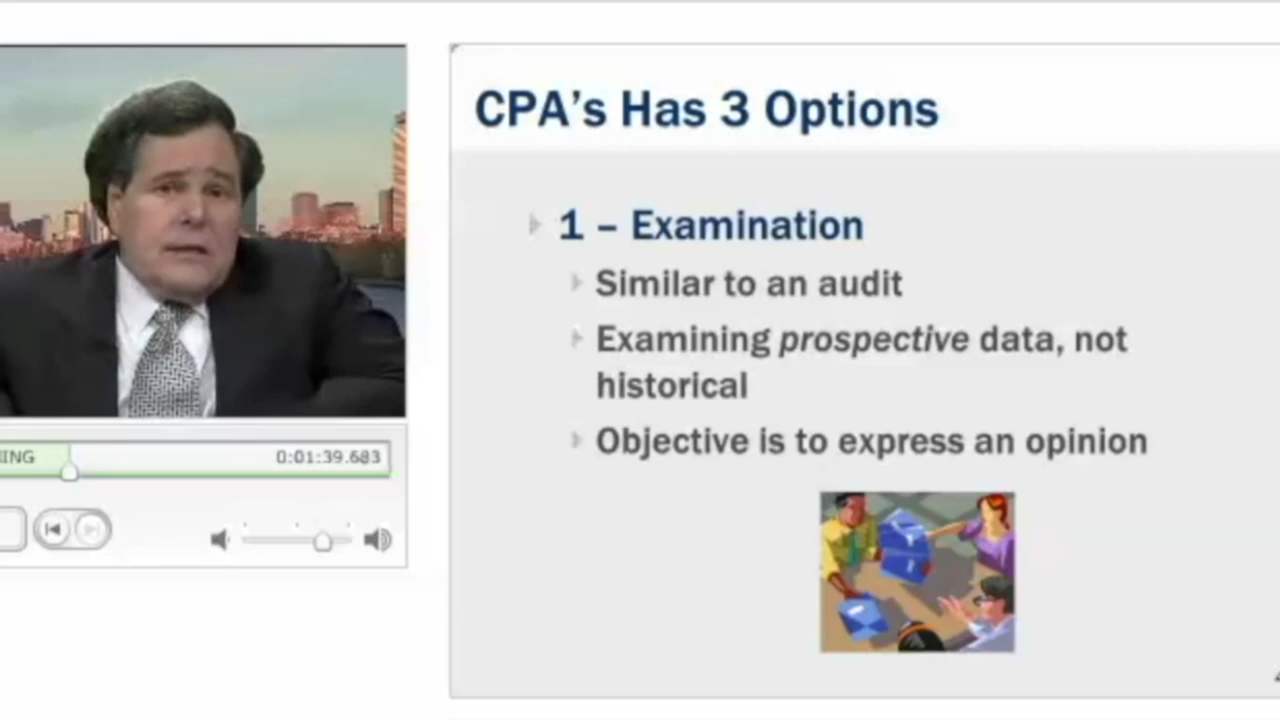 CPA's Has 3 Options
1 – Examination
Similar to an audit
Examining prospective data, not
historical
Objective is to express an opinion
ING
0:01:39.683